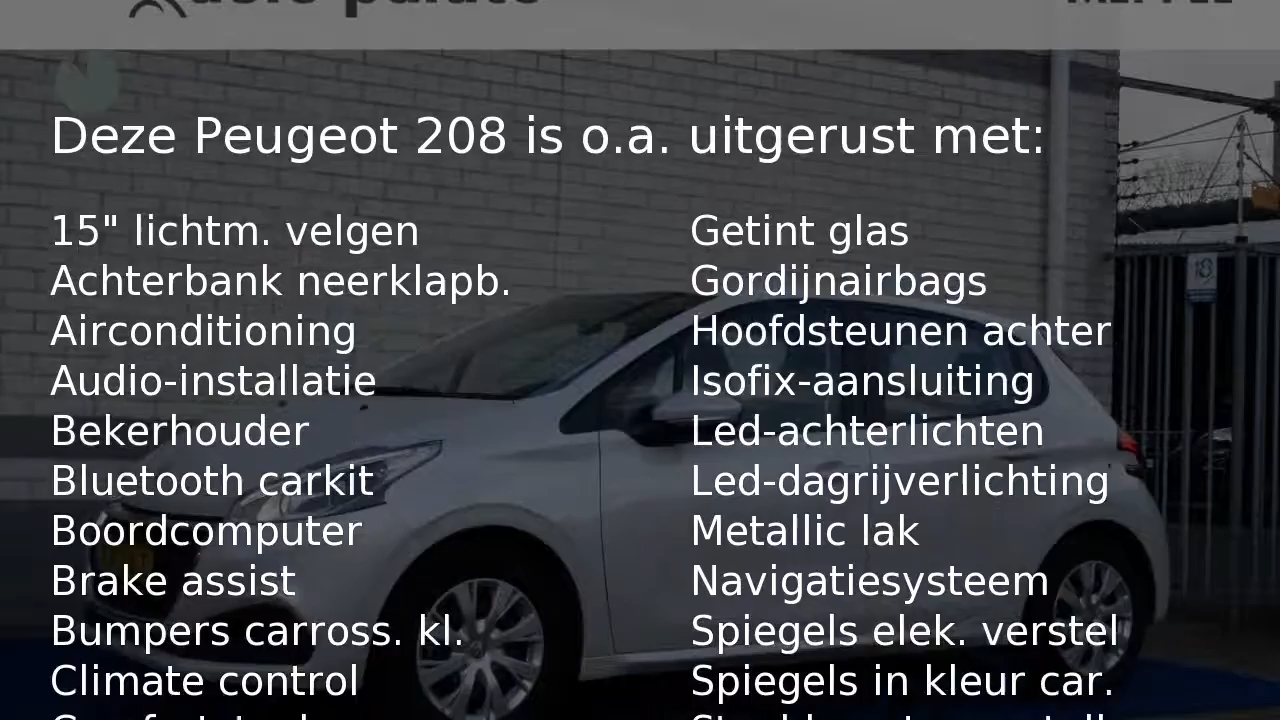 Deze Peugeot 208 is o.a. uitgerust met:
15" lichtm. velgen
Achterbank neerklapb.
Airconditioning
Audio-installatie
Bekerhouder
Bluetooth carkit
Boordcomputer
Brake assist
Bumpers carross. kl.
Climate control
Getint glas
Gordijnairbags
Hoofdsteunen achter
Isofix-aansluiting
Led-achterlichten
Led-dagrijverlichting
Metallic lak
Navigatiesysteem
Spiegels elek. verstel
Spiegels in kleur car.